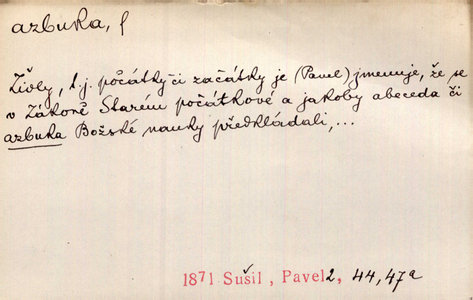 azbuka, f
Živly, t.j. počátky či začátky je (Pavel) jmenuje, že se
v Zákoně Starém počátkové a jakoby abeceda či
azbuka Božské nauky předkládali,...
1871 Sušil, Pavel 2, 44,47a